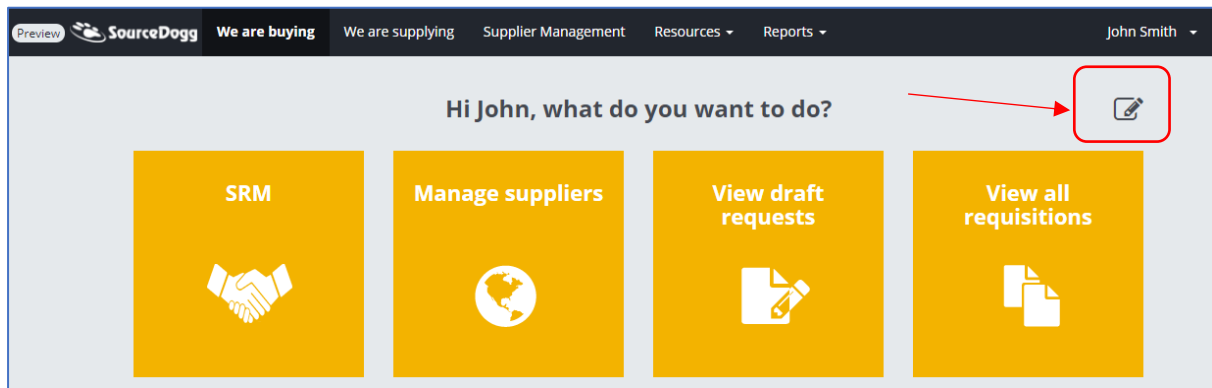 Preview SourceDogg We are buying We are supplying Supplier Management Resources Reports John Smith
Hi John, what do you want to do?
SRM
Manage suppliers
View draft
requests
View all
requisitions